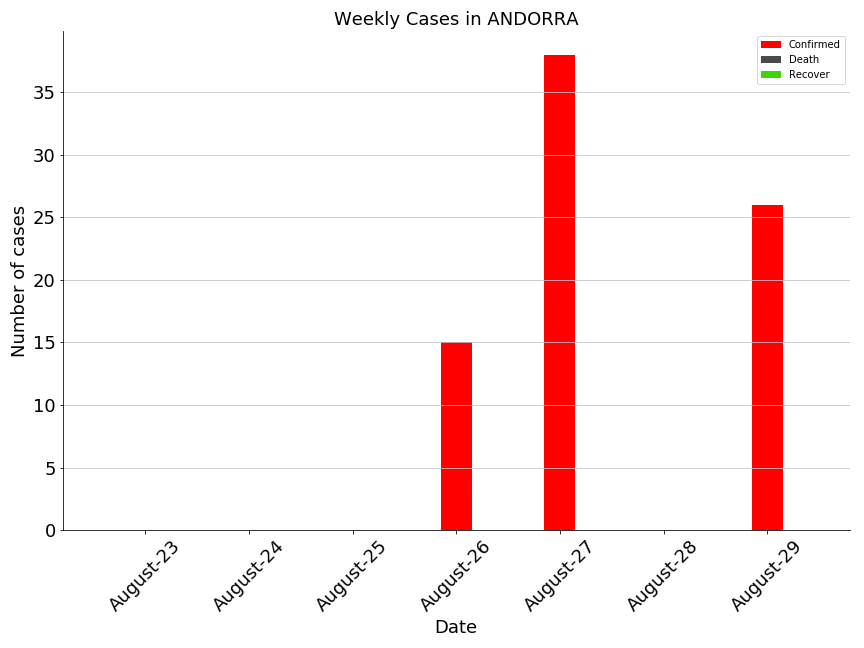 Weekly Cases in ANDORRA
Confirmed
Death
Recover
Number of cases
35
30
25
20
15
10
5
0
August-23
August-24
August-25
August-26
August-27
August-28
August-29
Date